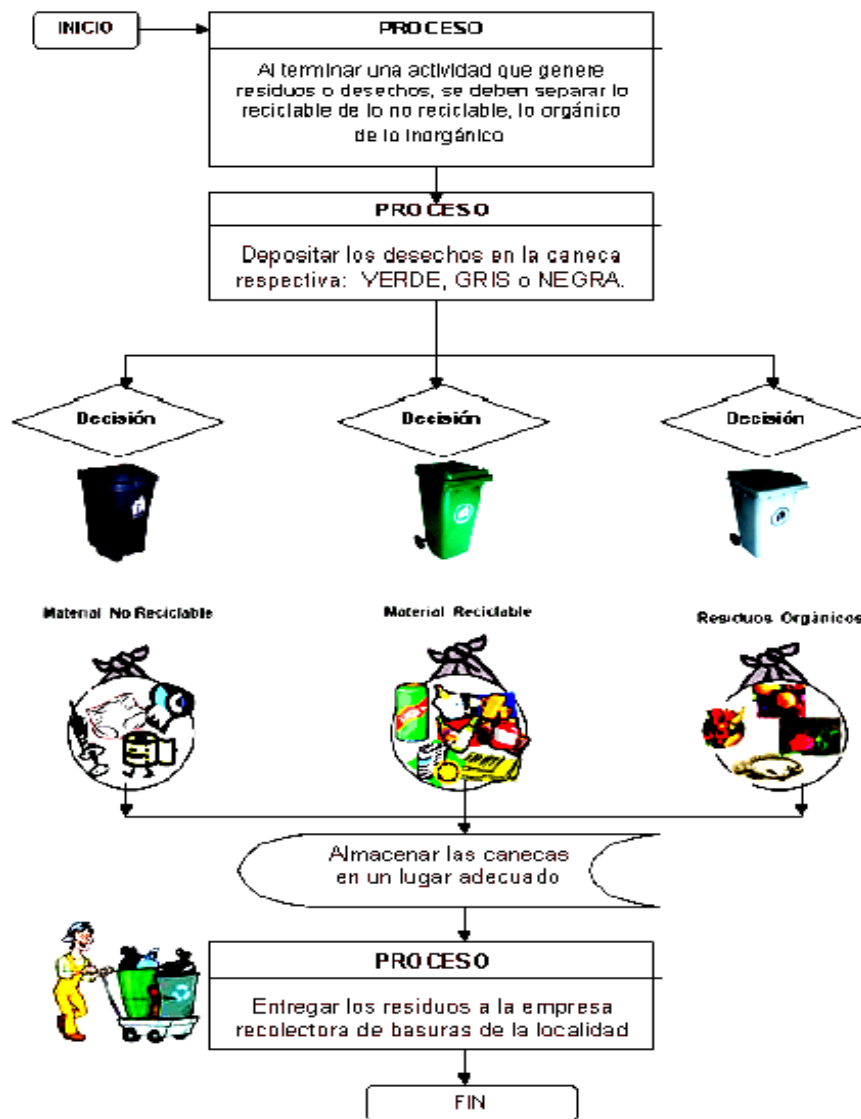 INICIO
PROCESO
Al terminar una actividad que genere
residuos o desechos, se deben separar lo
reciclable de lo no reciclable, lo orgánico
de lo inorgánico
PROCESO
Depositar los desechos en la caneca
respectiva: VERDE, GRIS o NEGRA.
Decisión
Decisión
Decisión
Material No Reciclable
Material Reciclable
Residuos Orgánicos
Almacenar las canecas
en un lugar adecuado
PROCESO
Entregar los residuos a la empresa
recolectora de basuras de la localidad
FIN